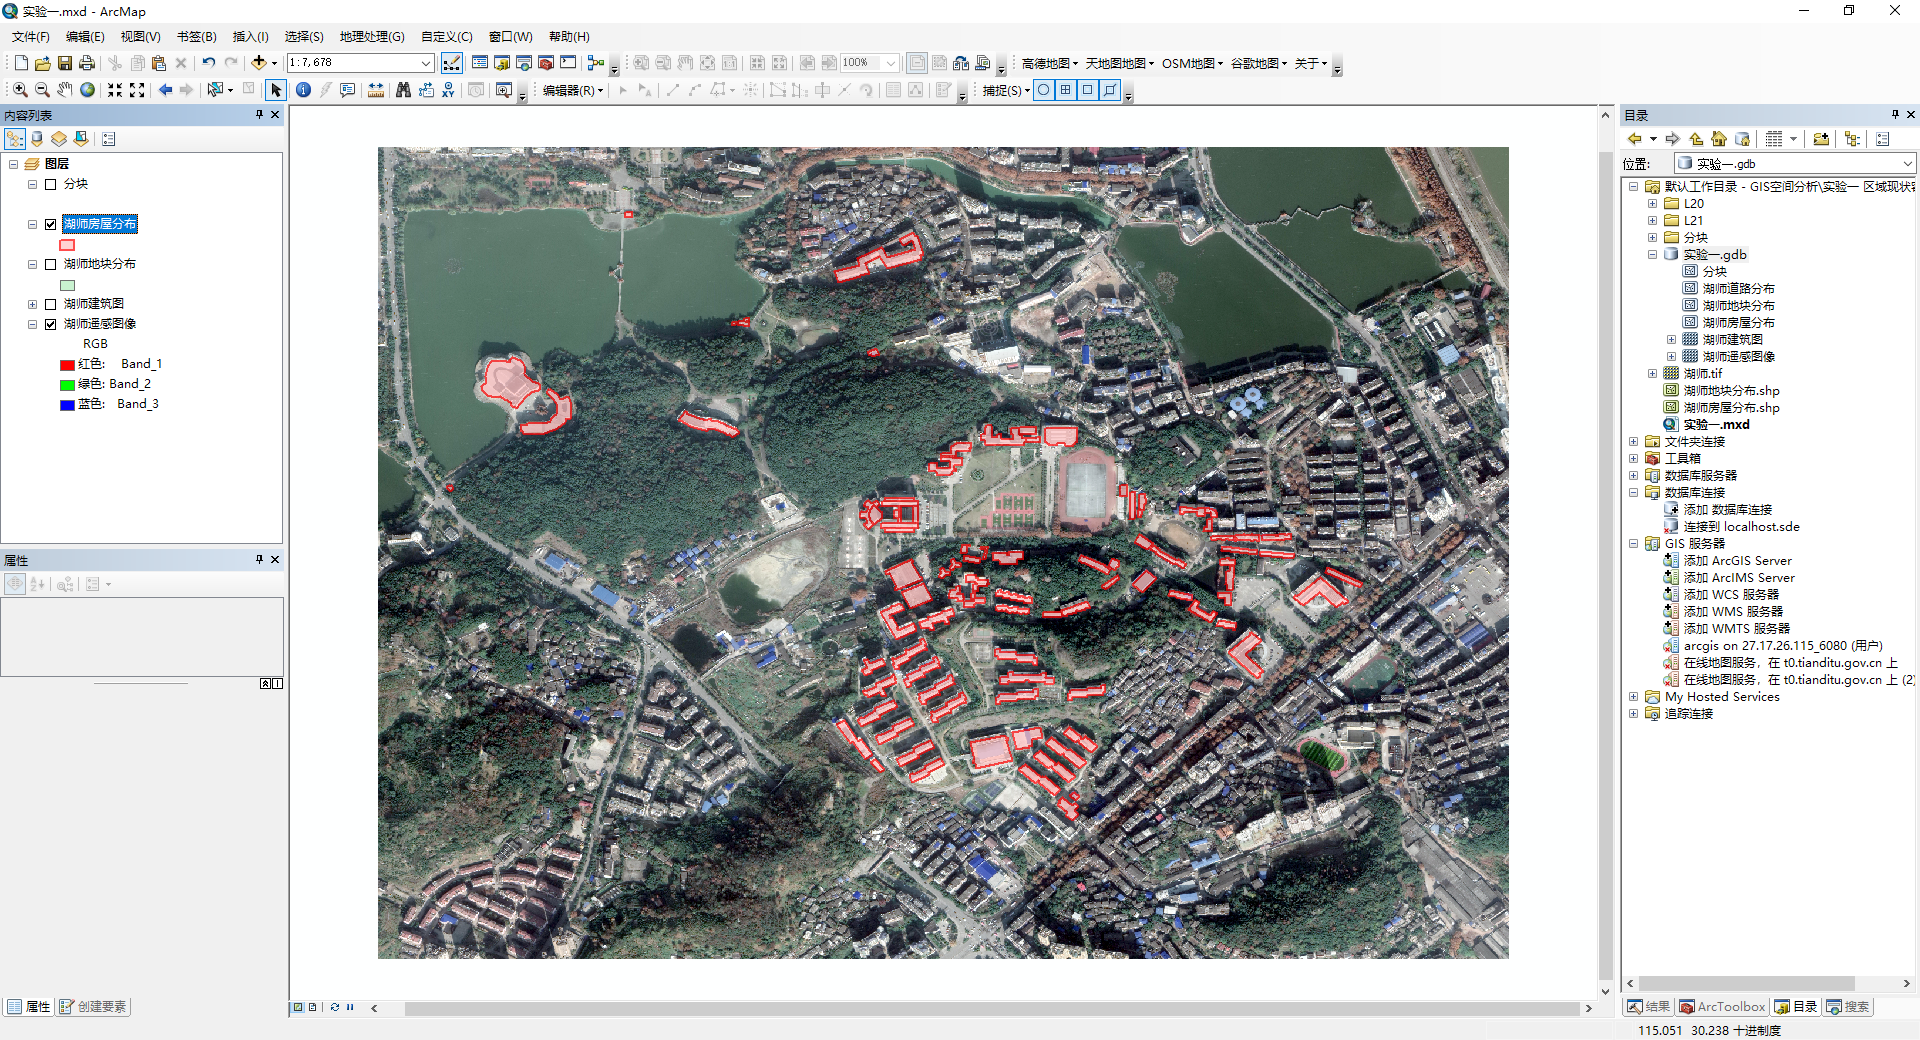 实验一.mxd - ArcMap
文件(F) 编辑(E) 视图(V) 书签(B) 插入(I) 选择(S) 地理处理(G) 自定义(C) 窗口(W) 帮助(H)
1:7,678 100% 高德地图 天地图地图 OSM地图 谷歌地图 关于
编辑器(R) 捕捉(S)
内容列表
图层
分块
湖师房屋分布
湖师地块分布
湖师建筑图
湖师遥感图像
RGB
红色: Band_1
绿色: Band_2
蓝色: Band_3
属性
属性 创建要素
目录
位置: 实验一.gdb
默认工作目录 - GIS空间分析\实验一 区域现状
L20
L21
分块
实验一.gdb
分块
湖师道路分布
湖师地块分布
湖师房屋分布
湖师建筑图
湖师遥感图像
湖师.tif
湖师地块分布.shp
湖师房屋分布.shp
实验一.mxd
文件夹连接
工具箱
数据库服务器
数据库连接
添加 数据库连接
连接到 localhost.sde
GIS 服务器
添加 ArcGIS Server
添加 ArcIMS Server
添加 WCS 服务器
添加 WMS 服务器
添加 WMTS 服务器
arcgis on 27.17.26.115_6080 (用户)
在线地图服务，在 t0.tianditu.gov.cn 上
在线地图服务，在 t0.tianditu.gov.cn 上 (2)
My Hosted Services
追踪连接
结果 ArcToolbox 目录 搜索
115.051 30.238 十进制度